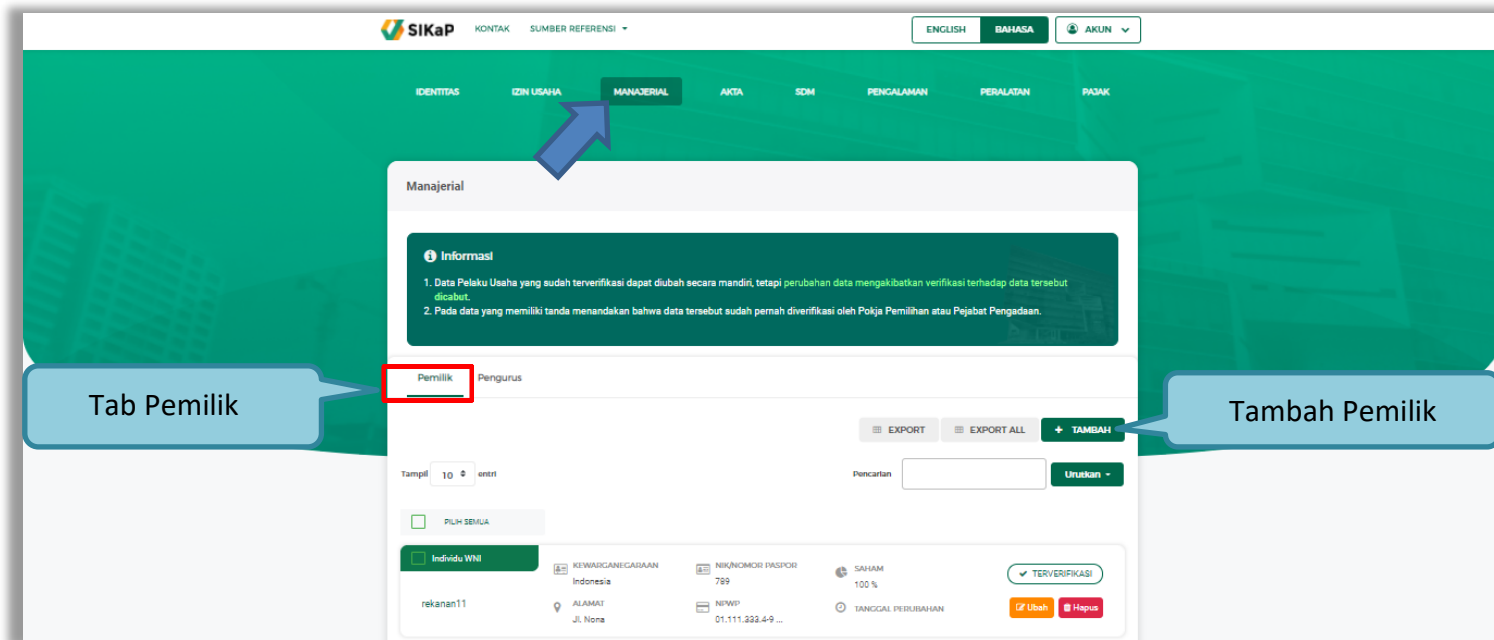 SIKaP KONTAK SUMBER REFERENSI ENGLISH BAHASA AKUN
IDENTITAS IZIN USAHA MANAJERIAL AKTA SDM PENGALAMAN PERALATAN PAJAK
Manajerial
Informasi
1. Data Pelaku Usaha yang sudah terverifikasi dapat diubah secara mandiri, tetapi perubahan data mengakibatkan verifikasi terhadap data tersebut
dicabut.
2. Pada data yang memiliki tanda menandakan bahwa data tersebut sudah pernah diverifikasi oleh Pokja Pemilihan atau Pejabat Pengadaan.
Pemilik Pengurus
Tab Pemilik
Tambah Pemilik
EXPORT EXPORT ALL + TAMBAH
Tampil 10 entri Pencarian Urutkan
PILIH SEMUA
Individu WNI
KEWARGANEGARAAN NIK/NOMOR PASPOR SAHAM
Indonesia 789 100 %
TERVERIFIKASI
rekanan11
ALAMAT NPWP TANGGAL PERUBAHAN
Jl. Nona 01.111.333.4-9 ...
Ubah Hapus